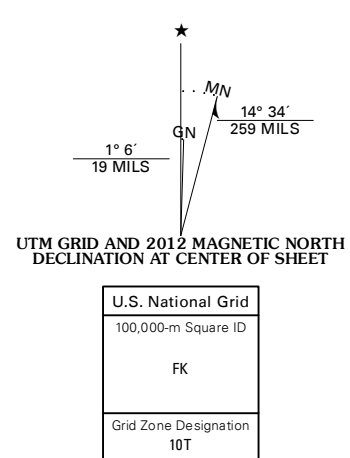 ★
MN
GN
14° 34´
259 MILS
1° 6´
19 MILS
UTM GRID AND 2012 MAGNETIC NORTH
DECLINATION AT CENTER OF SHEET
U.S. National Grid
100,000-m Square ID
FK
Grid Zone Designation
10T